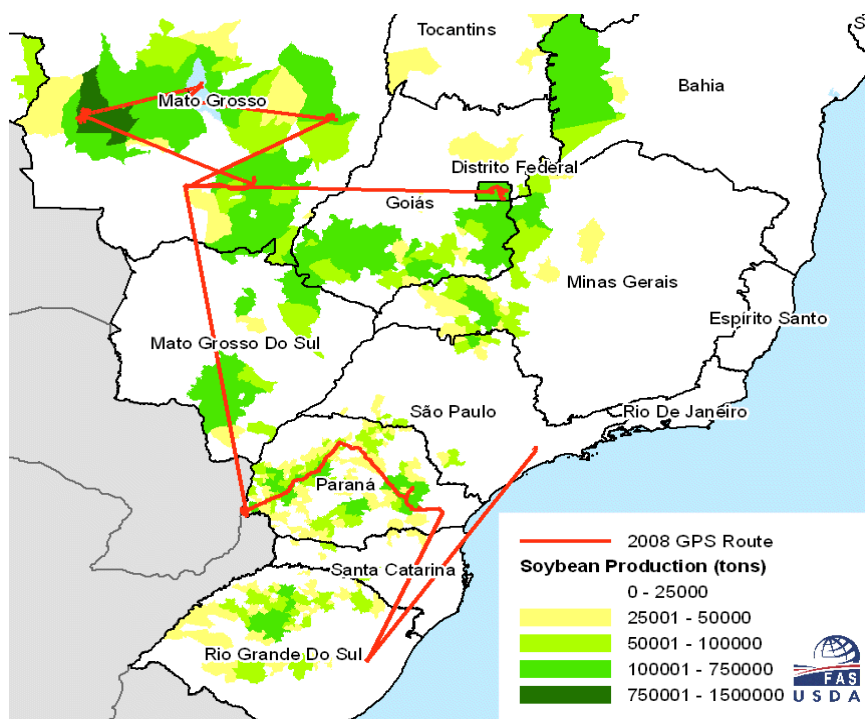 Tocantins
S
Bahia
Mato Grosso
Distrito Federal
Goiás
Minas Gerais
Espírito Santo
Mato Grosso Do Sul
São Paulo
Rio De Janeiro
Paraná
Santa Catarina
Rio Grande Do Sul
2008 GPS Route
Soybean Production (tons)
0 - 25000
25001 - 50000
50001 - 100000
100001 - 750000
750001 - 1500000
FAS
USDA